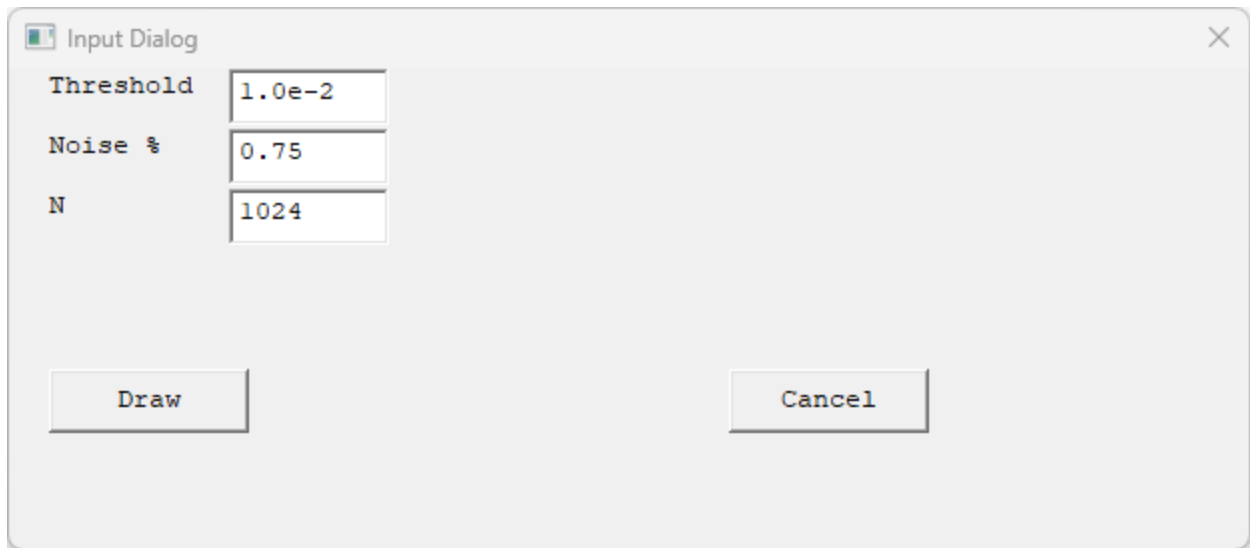 Input Dialog
Threshold 1.0e-2
Noise % 0.75
N 1024
Draw Cancel